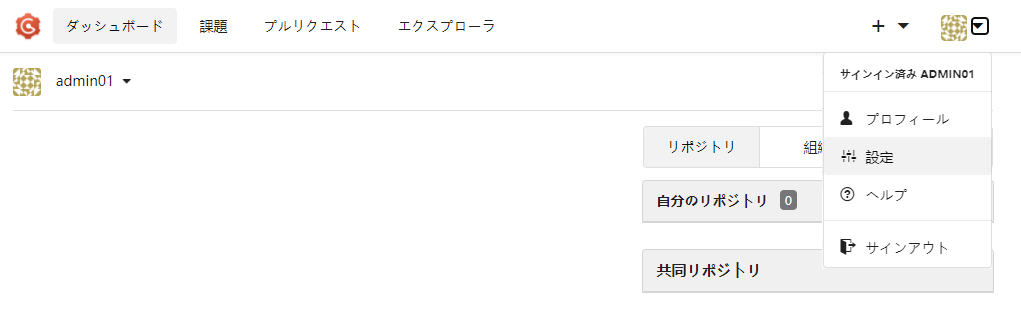 ダッシュボード 課題 プルリクエスト エクスプローラ
admin01
サインイン済み ADMIN01
プロフィール
設定
ヘルプ
サインアウト
リポジトリ 組
自分のリポジトリ 0
共同リポジトリ